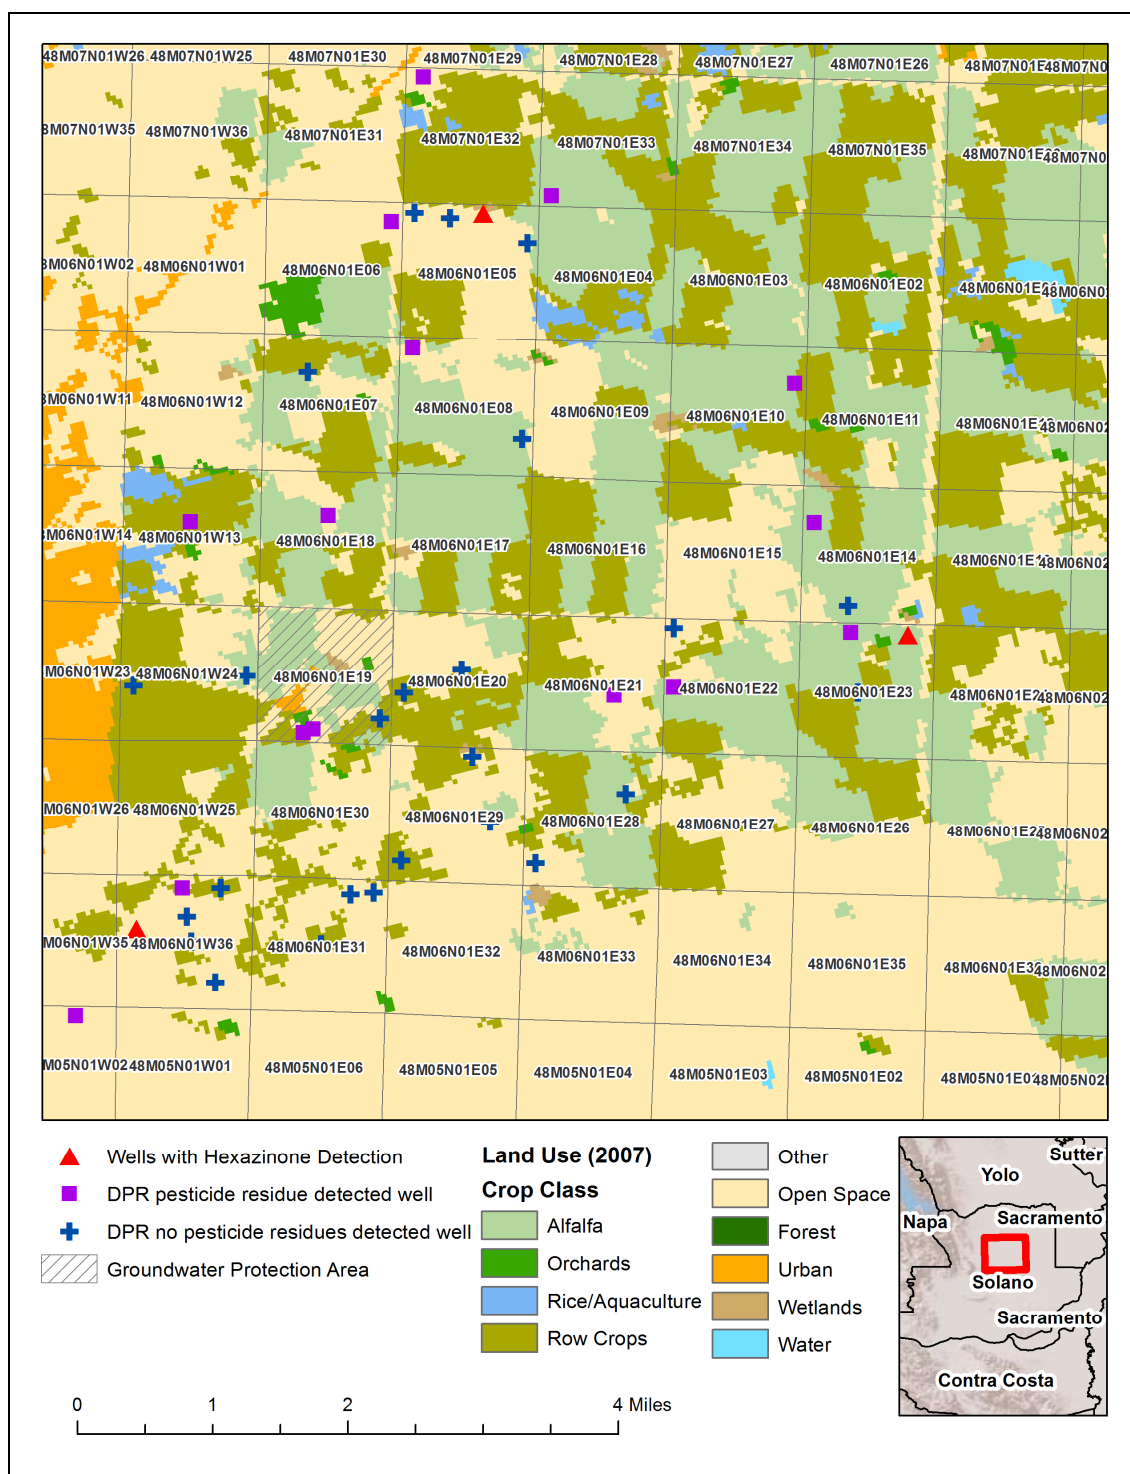 48M07N01W26 48M07N01W25 48M07N01E30 48M07N01E29 48M07N01E28 48M07N01E27 48M07N01E26
48M07N01W36 48M07N01E31 48M07N01E32 48M07N01E33 48M07N01E34 48M07N01E35
48M06N01W01 48M06N01E06 48M06N01E05 48M06N01E04 48M06N01E03 48M06N01E02
48M06N01W12 48M06N01E07 48M06N01E08 48M06N01E09 48M06N01E10 48M06N01E11
48M06N01W13 48M06N01E18 48M06N01E17 48M06N01E16 48M06N01E15 48M06N01E14
48M06N01W24 48M06N01E19 48M06N01E20 48M06N01E21 48M06N01E22 48M06N01E23
48M06N01W25 48M06N01E30 48M06N01E29 48M06N01E28 48M06N01E27 48M06N01E26
M06N01W35 48M06N01W36 48M06N01E31 48M06N01E32 48M06N01E33 48M06N01E34 48M06N01E35
M05N01W02 48M05N01W01 48M05N01E06 48M05N01E05 48M05N01E04 48M05N01E03 48M05N01E02
Wells with Hexazinone Detection
DPR pesticide residue detected well
DPR no pesticide residues detected well
Groundwater Protection Area
Land Use (2007)
Crop Class
Alfalfa
Orchards
Rice/Aquaculture
Row Crops
Other
Open Space
Forest
Urban
Wetlands
Water
Sutter
Yolo
Napa
Sacramento
Solano
Sacramento
Contra Costa
0 1 2 4 Miles